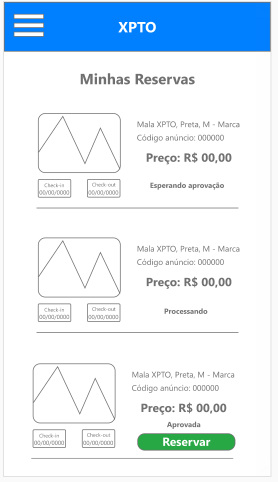 XPTO
Minhas Reservas
Mala XPTO, Preta, M - Marca
Código anúncio: 000000
Preço: R$ 00,00
Check-in
00/00/0000
Check-out
00/00/0000
Esperando aprovação
Mala XPTO, Preta, M - Marca
Código anúncio: 000000
Preço: R$ 00,00
Check-in
00/00/0000
Check-out
00/00/0000
Processando
Mala XPTO, Preta, M - Marca
Código anúncio: 000000
Preço: R$ 00,00
Aprovada
Check-in
00/00/0000
Check-out
00/00/0000
Reservar